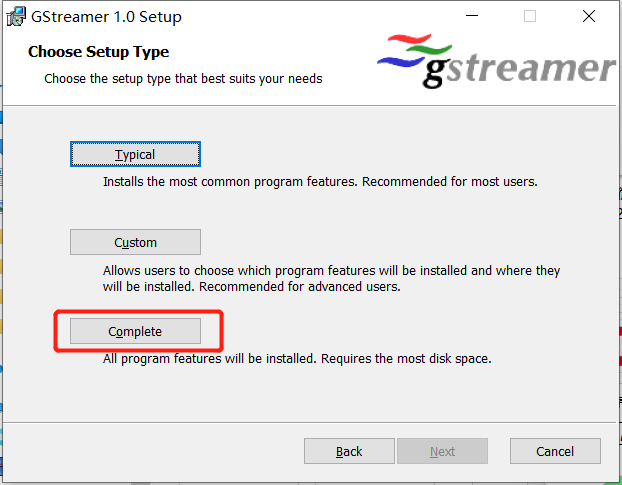 GStreamer 1.0 Setup
Choose Setup Type
Choose the setup type that best suits your needs
gstreamer
Typical
Installs the most common program features. Recommended for most users.
Custom
Allows users to choose which program features will be installed and where they
will be installed. Recommended for advanced users.
Complete
All program features will be installed. Requires the most disk space.
Back
Next
Cancel